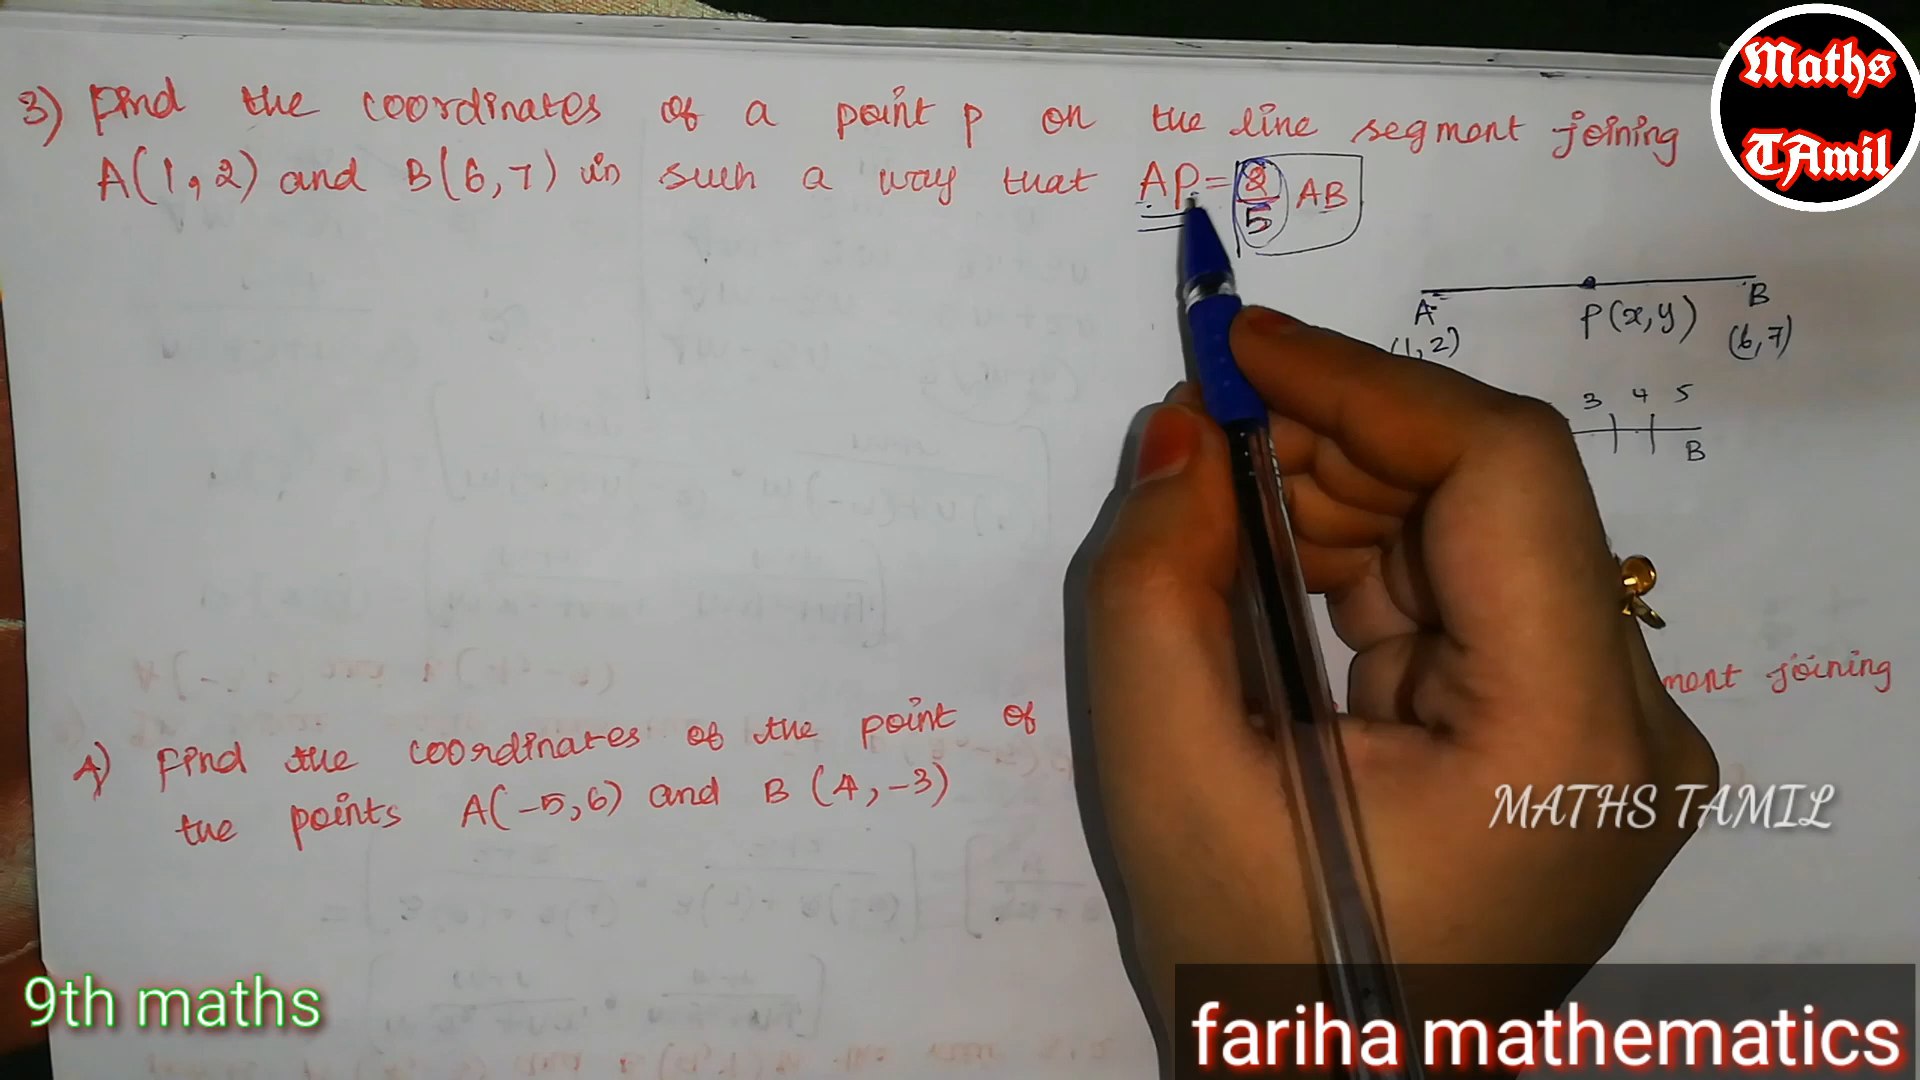 3) Find the coordinates of a point P on the line segment joining
A(1,2) and B(6,7) in such a way that AP = 2/5 AB
A P(x,y) B
(1,2) (6,7)
3 4 5
B
4) Find the coordinates of the point of
ment joining
the points A(-5,6) and B(4,-3)
Maths
TAmil
MATHS TAMIL
9th maths
fariha mathematics